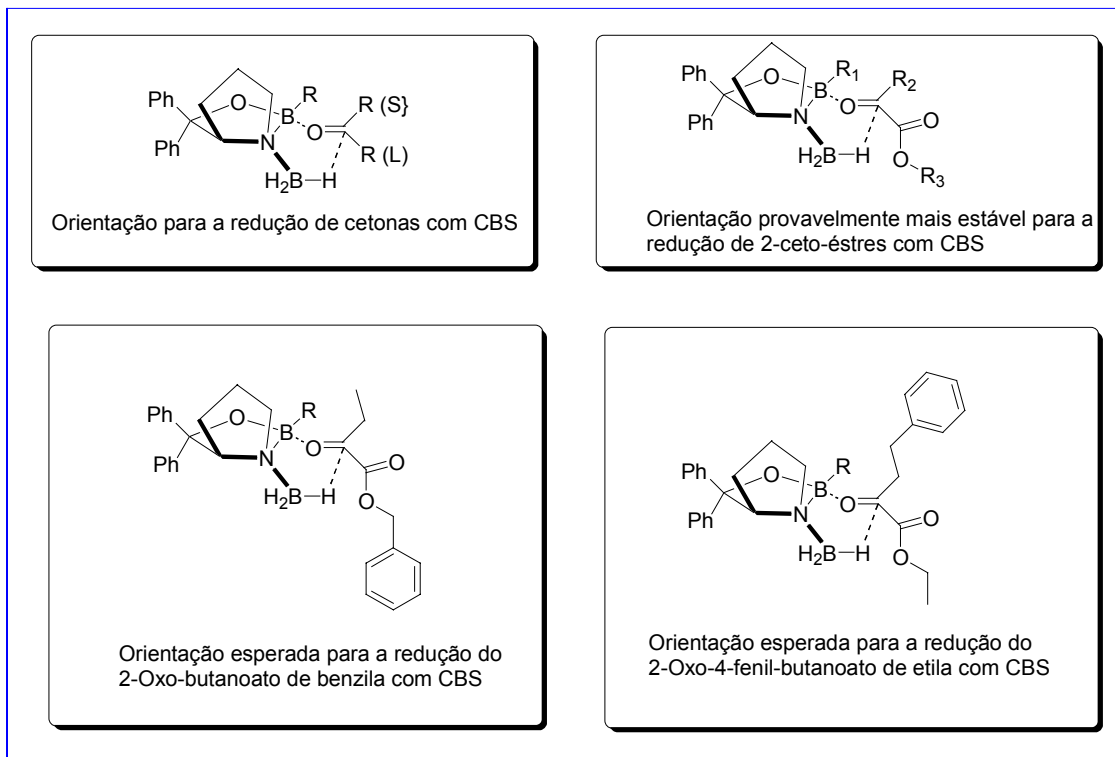 Ph
Ph
O
B
R
R (S}
O
N
R (L)
H2B-H
Orientação para a redução de cetonas com CBS
Ph
Ph
O
B
R1
R2
O
N
O
H2B-H
O
R3
Orientação provavelmente mais estável para a
redução de 2-ceto-éstres com CBS
Ph
Ph
O
B
R
O
N
O
H2B-H
O
Orientação esperada para a redução do
2-Oxo-butanoato de benzila com CBS
Ph
Ph
O
B
R
O
N
O
H2B-H
O
Orientação esperada para a redução do
2-Oxo-4-fenil-butanoato de etila com CBS